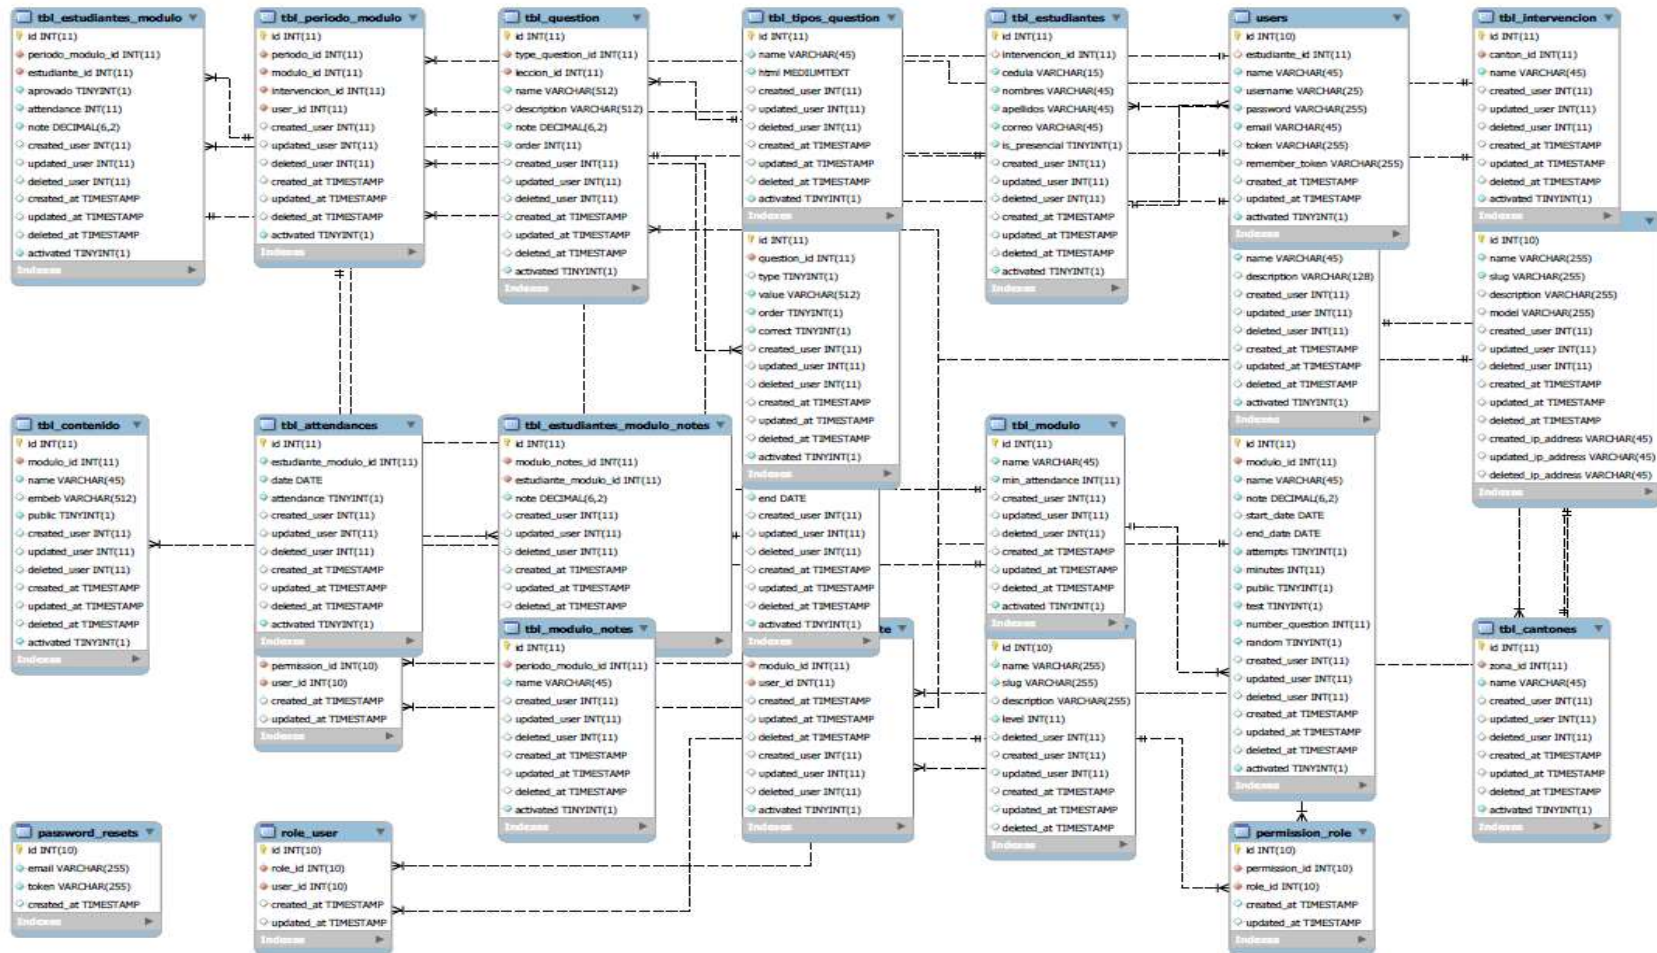 tbl_estudiantes_modulo
id INT(11)
periodo_modulo_id INT(11)
estudiante_id INT(11)
aprovado TINYINT(1)
attendance INT(11)
note DECIMAL(6,2)
created_user INT(11)
updated_user INT(11)
deleted_user INT(11)
created_at TIMESTAMP
updated_at TIMESTAMP
deleted_at TIMESTAMP
activated TINYINT(1)
Indexes
tbl_periodo_modulo
id INT(11)
periodo_id INT(11)
modulo_id INT(11)
intervencion_id INT(11)
user_id INT(11)
created_user INT(11)
updated_user INT(11)
deleted_user INT(11)
created_at TIMESTAMP
updated_at TIMESTAMP
deleted_at TIMESTAMP
activated TINYINT(1)
Indexes
tbl_question
id INT(11)
type_question_id INT(11)
leccion_id INT(11)
name VARCHAR(512)
description VARCHAR(512)
note DECIMAL(6,2)
order INT(11)
created_user INT(11)
updated_user INT(11)
deleted_user INT(11)
created_at TIMESTAMP
updated_at TIMESTAMP
deleted_at TIMESTAMP
activated TINYINT(1)
Indexes
tbl_tipos_question
id INT(11)
name VARCHAR(45)
html MEDIUMTEXT
created_user INT(11)
updated_user INT(11)
deleted_user INT(11)
created_at TIMESTAMP
updated_at TIMESTAMP
deleted_at TIMESTAMP
activated TINYINT(1)
Indexes
id INT(11)
question_id INT(11)
type TINYINT(1)
value VARCHAR(512)
order TINYINT(1)
correct TINYINT(1)
created_user INT(11)
updated_user INT(11)
deleted_user INT(11)
created_at TIMESTAMP
updated_at TIMESTAMP
deleted_at TIMESTAMP
activated TINYINT(1)
Indexes
tbl_estudiantes
id INT(11)
intervencion_id INT(11)
cedula VARCHAR(15)
nombres VARCHAR(45)
apellidos VARCHAR(45)
correo VARCHAR(45)
is_presencial TINYINT(1)
created_user INT(11)
updated_user INT(11)
deleted_user INT(11)
created_at TIMESTAMP
updated_at TIMESTAMP
deleted_at TIMESTAMP
activated TINYINT(1)
Indexes
users
id INT(10)
estudiante_id INT(11)
name VARCHAR(45)
username VARCHAR(25)
password VARCHAR(255)
email VARCHAR(45)
token VARCHAR(255)
remember_token VARCHAR(255)
created_at TIMESTAMP
updated_at TIMESTAMP
activated TINYINT(1)
Indexes
name VARCHAR(45)
description VARCHAR(128)
created_user INT(11)
updated_user INT(11)
deleted_user INT(11)
created_at TIMESTAMP
updated_at TIMESTAMP
deleted_at TIMESTAMP
activated TINYINT(1)
Indexes
tbl_intervencion
id INT(11)
canton_id INT(11)
name VARCHAR(45)
created_user INT(11)
updated_user INT(11)
deleted_user INT(11)
created_at TIMESTAMP
updated_at TIMESTAMP
deleted_at TIMESTAMP
activated TINYINT(1)
Indexes
id INT(10)
name VARCHAR(255)
slug VARCHAR(255)
description VARCHAR(255)
model VARCHAR(255)
created_user INT(11)
updated_user INT(11)
deleted_user INT(11)
created_at TIMESTAMP
updated_at TIMESTAMP
deleted_at TIMESTAMP
created_ip_address VARCHAR(45)
updated_ip_address VARCHAR(45)
deleted_ip_address VARCHAR(45)
Indexes
tbl_contenido
id INT(11)
modulo_id INT(11)
name VARCHAR(45)
embeb VARCHAR(512)
public TINYINT(1)
created_user INT(11)
updated_user INT(11)
deleted_user INT(11)
created_at TIMESTAMP
updated_at TIMESTAMP
deleted_at TIMESTAMP
activated TINYINT(1)
Indexes
tbl_attendances
id INT(11)
estudiante_modulo_id INT(11)
date DATE
attendance TINYINT(1)
created_user INT(11)
updated_user INT(11)
deleted_user INT(11)
created_at TIMESTAMP
updated_at TIMESTAMP
deleted_at TIMESTAMP
activated TINYINT(1)
Indexes
permission_id INT(10)
user_id INT(10)
created_at TIMESTAMP
updated_at TIMESTAMP
Indexes
tbl_estudiantes_modulo_notes
id INT(11)
modulo_notes_id INT(11)
estudiante_modulo_id INT(11)
note DECIMAL(6,2)
created_user INT(11)
updated_user INT(11)
deleted_user INT(11)
created_at TIMESTAMP
updated_at TIMESTAMP
deleted_at TIMESTAMP
tbl_modulo_notes
id INT(11)
periodo_modulo_id INT(11)
name VARCHAR(45)
created_user INT(11)
updated_user INT(11)
deleted_user INT(11)
created_at TIMESTAMP
updated_at TIMESTAMP
deleted_at TIMESTAMP
activated TINYINT(1)
Indexes
end DATE
created_user INT(11)
updated_user INT(11)
deleted_user INT(11)
created_at TIMESTAMP
updated_at TIMESTAMP
deleted_at TIMESTAMP
activated TINYINT(1)
Indexes
te
modulo_id INT(11)
user_id INT(11)
created_at TIMESTAMP
updated_at TIMESTAMP
deleted_at TIMESTAMP
created_user INT(11)
updated_user INT(11)
deleted_user INT(11)
activated TINYINT(1)
Indexes
tbl_modulo
id INT(11)
name VARCHAR(45)
min_attendance INT(11)
created_user INT(11)
updated_user INT(11)
deleted_user INT(11)
created_at TIMESTAMP
updated_at TIMESTAMP
deleted_at TIMESTAMP
activated TINYINT(1)
Indexes
id INT(10)
name VARCHAR(255)
slug VARCHAR(255)
description VARCHAR(255)
level INT(11)
deleted_user INT(11)
created_user INT(11)
updated_user INT(11)
created_at TIMESTAMP
updated_at TIMESTAMP
deleted_at TIMESTAMP
Indexes
id INT(11)
modulo_id INT(11)
name VARCHAR(45)
note DECIMAL(6,2)
start_date DATE
end_date DATE
attempts TINYINT(1)
minutes INT(11)
public TINYINT(1)
test TINYINT(1)
number_question INT(11)
random TINYINT(1)
created_user INT(11)
updated_user INT(11)
deleted_user INT(11)
created_at TIMESTAMP
updated_at TIMESTAMP
deleted_at TIMESTAMP
activated TINYINT(1)
Indexes
tbl_cantones
id INT(11)
zona_id INT(11)
name VARCHAR(45)
created_user INT(11)
updated_user INT(11)
deleted_user INT(11)
created_at TIMESTAMP
updated_at TIMESTAMP
deleted_at TIMESTAMP
activated TINYINT(1)
Indexes
password_resets
id INT(10)
email VARCHAR(255)
token VARCHAR(255)
created_at TIMESTAMP
Indexes
role_user
id INT(10)
role_id INT(10)
user_id INT(10)
created_at TIMESTAMP
updated_at TIMESTAMP
Indexes
permission_role
id INT(10)
permission_id INT(10)
role_id INT(10)
created_at TIMESTAMP
updated_at TIMESTAMP
Indexes